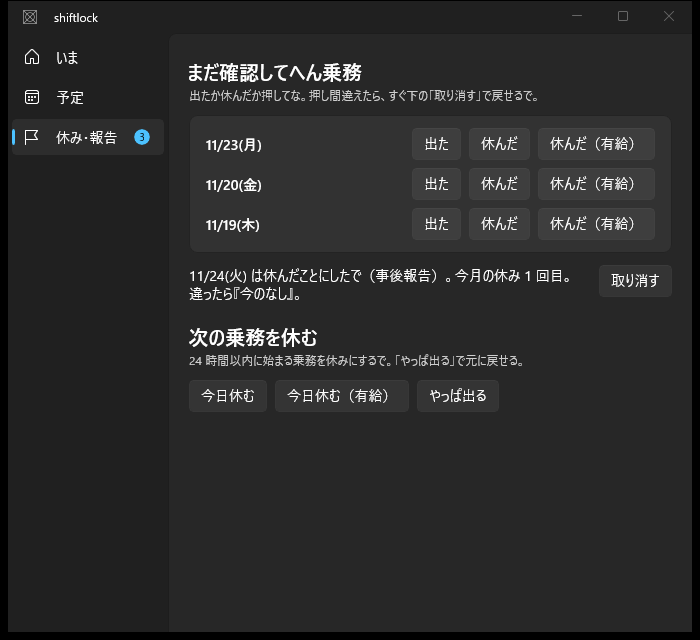 shiftlock
いま
予定
休み・報告 3
まだ確認してへん乗務
出たか休んだか押してな。押し間違えたら、すぐ下の「取り消す」で戻せるで。
11/23(月) 出た 休んだ 休んだ（有給）
11/20(金) 出た 休んだ 休んだ（有給）
11/19(木) 出た 休んだ 休んだ（有給）
11/24(火) は休んだことにしたで（事後報告）。今月の休み 1 回目。
違ったら『今のなし』。
取り消す
次の乗務を休む
24 時間以内に始まる乗務を休みにするで。「やっぱ出る」で元に戻せる。
今日休む 今日休む（有給） やっぱ出る